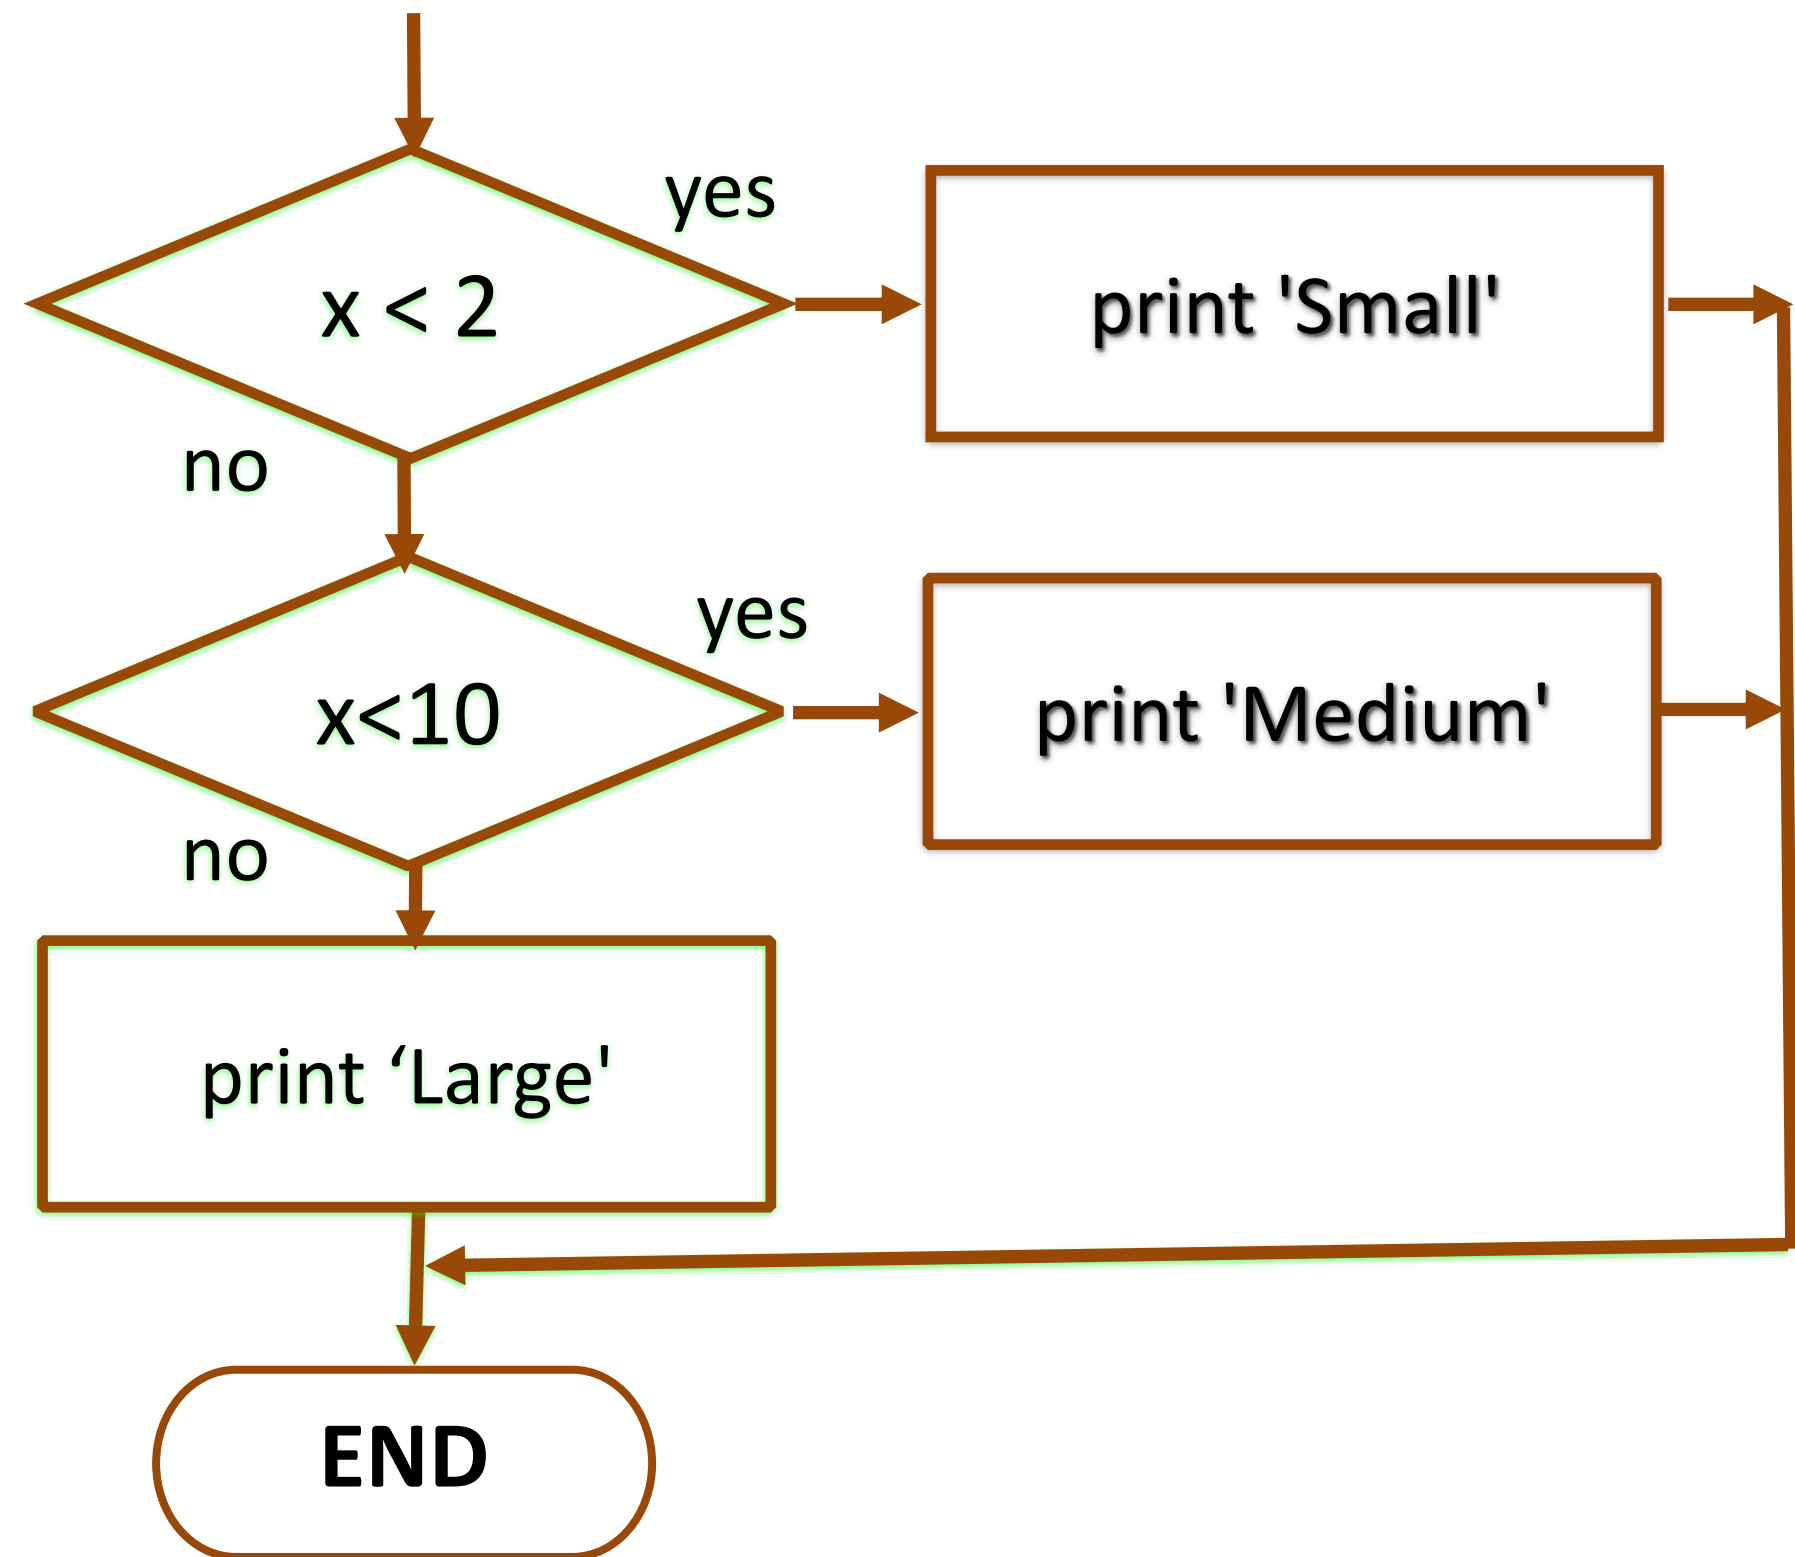 yes
x < 2
print 'Small'
no
yes
x<10
print 'Medium'
no
print ‘Large'
END